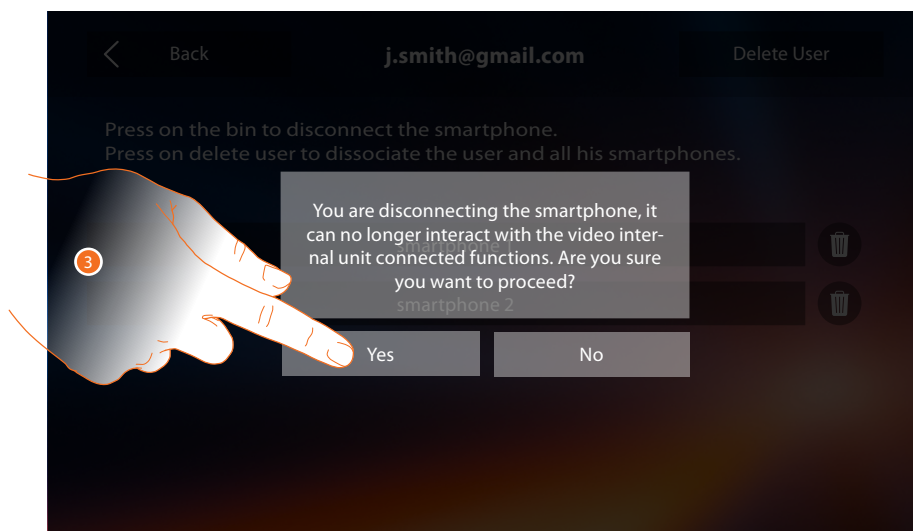 Back
j.smith@gmail.com
Delete User
Press on the bin to disconnect the smartphone.
Press on delete user to dissociate the user and all his smartphones.
You are disconnecting the smartphone, it
can no longer interact with the video inter-
nal unit connected functions. Are you sure
you want to proceed?
smartphone 1
smartphone 2
3
Yes
No